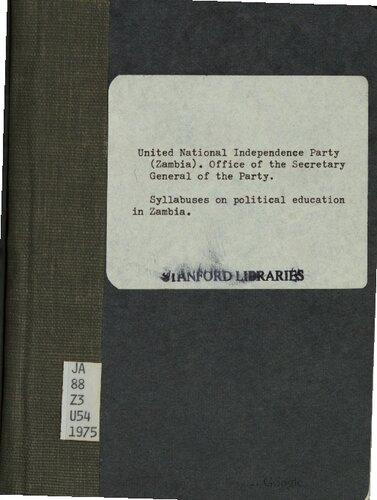 United National Independence Party
(Zambia). Office of the Secretary
General of the Party.
Syllabuses on political education
in Zambia.
STANFORD LIBRARIES
JA
88
Z3
U54
1975
Google